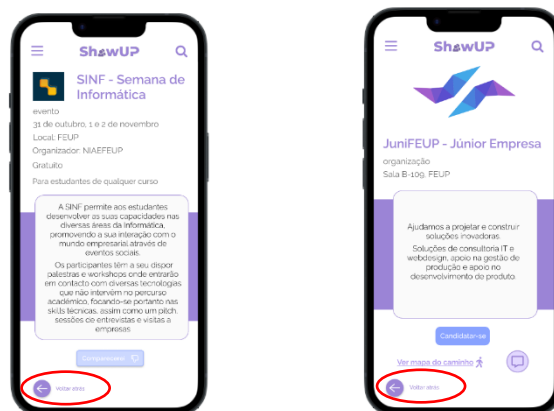 ShowUP
SINF - Semana de
Informática
evento
31 de outubro, 1 e 2 de novembro
Local: FEUP
Organizador: NIAEFEUP
Gratuito
Para estudantes de qualquer curso
A SINF permite aos estudantes
desenvolver as suas capacidades nas
diversas áreas da Informática,
promovendo a sua interação com o
mundo empresarial através de
eventos sociais.
Os participantes têm a seu dispor
palestras e workshops onde entrarão
em contacto com diversas tecnologias
que não intervêm no percurso
académico, focando-se portanto nas
skills técnicas, assim como um pitch,
sessões de entrevistas e visitas a
empresas
Voltar atrás
ShowUP
JuniFEUP - Júnior Empresa
organização
Sala B-109, FEUP
Ajudamos a projetar e construir
soluções inovadoras.
Soluções de consultoria IT e
webdesign, apoio na gestão de
produção e apoio no
desenvolvimento de produto.
Candidatar-se
Ver mapa do caminho
Voltar atrás